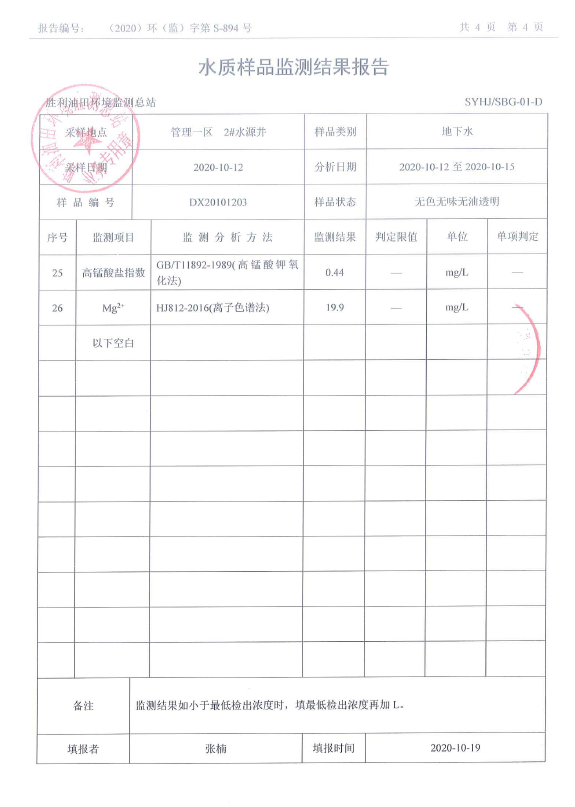 报告编号： （2020）环（监）字第 S-894 号 共 4 页 第 4 页
水质样品监测结果报告
胜利油田环境监测总站 SYHJ/SBG-01-D
采样地点 管理一区 2#水源井 样品类别 地下水
采样日期 2020-10-12 分析日期 2020-10-12 至 2020-10-15
样品编号 DX20101203 样品状态 无色无味无油透明
序号 监测项目 监测分析方法 监测结果 判定限值 单位 单项判定
25 高锰酸盐指数 GB/T11892-1989(高锰酸钾氧
化法) 0.44 — mg/L —
26 Mg²⁺ HJ812-2016(离子色谱法) 19.9 — mg/L —
以下空白
备注 监测结果如小于最低检出浓度时，填最低检出浓度再加 L。
填报者 张楠 填报时间 2020-10-19